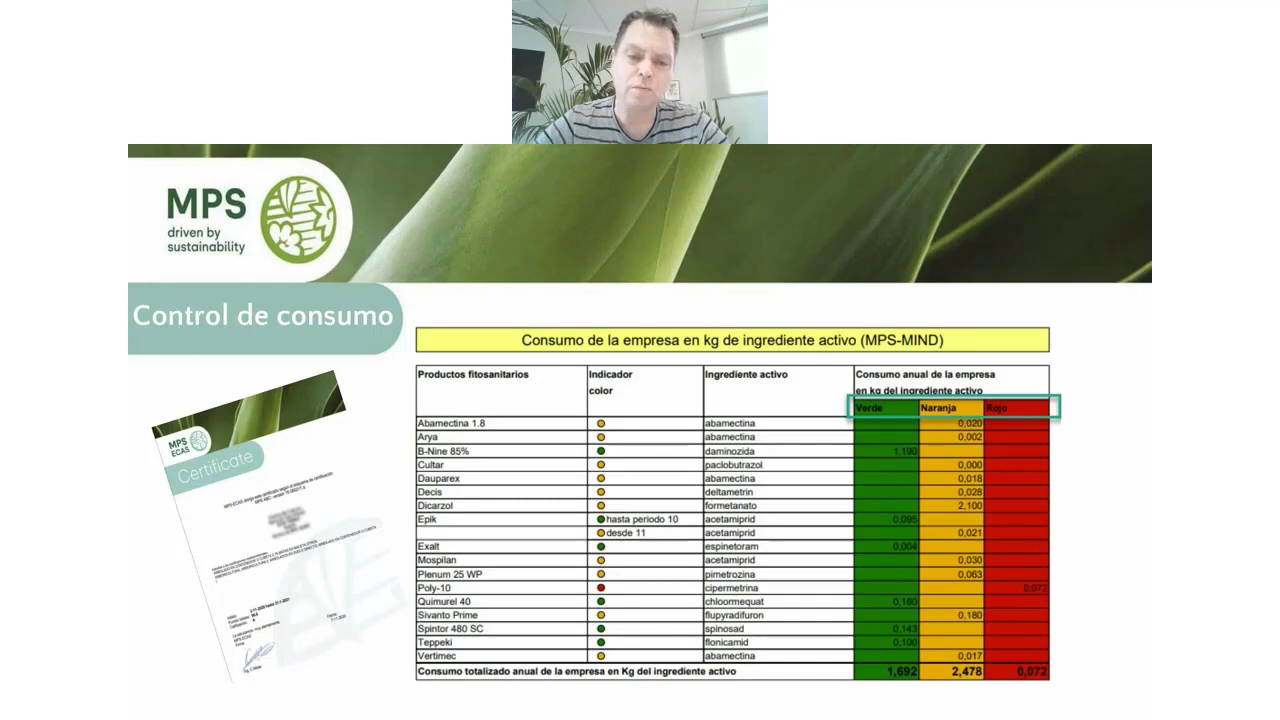 MPS
driven by
sustainability
Control de consumo
MPS
ECAS
Certificate
Consumo de la empresa en kg de ingrediente activo (MPS-MIND)
Productos fitosanitarios Indicador color Ingrediente activo Consumo anual de la empresa en kg del ingrediente activo
Verde Naranja Rojo
Abamectina 1.8 abamectina 0,020
Arya abamectina 0,002
B-Nine 85% daminozida 1,190
Cultar paclobutrazol 0,000
Dauparex abamectina 0,018
Decis deltametrin 0,028
Dicarzol formetanato 2,100
Epik hasta periodo 10 acetamiprid 0,095
desde 11 acetamiprid 0,021
Exalt espinetoram 0,004
Mospilan acetamiprid 0,030
Plenum 25 WP pimetrozina 0,063
Poly-10 cipermetrina 0,072
Quimurel 40 chloormequat 0,160
Sivanto Prime flupyradifuron 0,180
Spintor 480 SC spinosad 0,143
Teppeki flonicamid 0,100
Vertimec abamectina 0,017
Consumo totalizado anual de la empresa en Kg del ingrediente activo 1,692 2,478 0,072